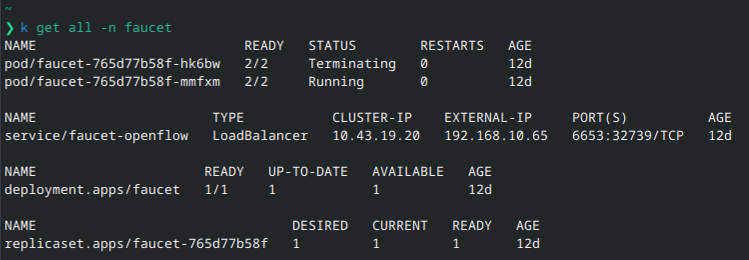 ~
❯ k get all -n faucet
NAME                          READY   STATUS        RESTARTS   AGE
pod/faucet-765d77b58f-hk6bw   2/2     Terminating   0          12d
pod/faucet-765d77b58f-mmfxm   2/2     Running       0          12d
NAME                      TYPE           CLUSTER-IP    EXTERNAL-IP     PORT(S)          AGE
service/faucet-openflow   LoadBalancer   10.43.19.20   192.168.10.65   6653:32739/TCP   12d
NAME                     READY   UP-TO-DATE   AVAILABLE   AGE
deployment.apps/faucet   1/1     1            1           12d
NAME                                DESIRED   CURRENT   READY   AGE
replicaset.apps/faucet-765d77b58f   1         1         1       12d